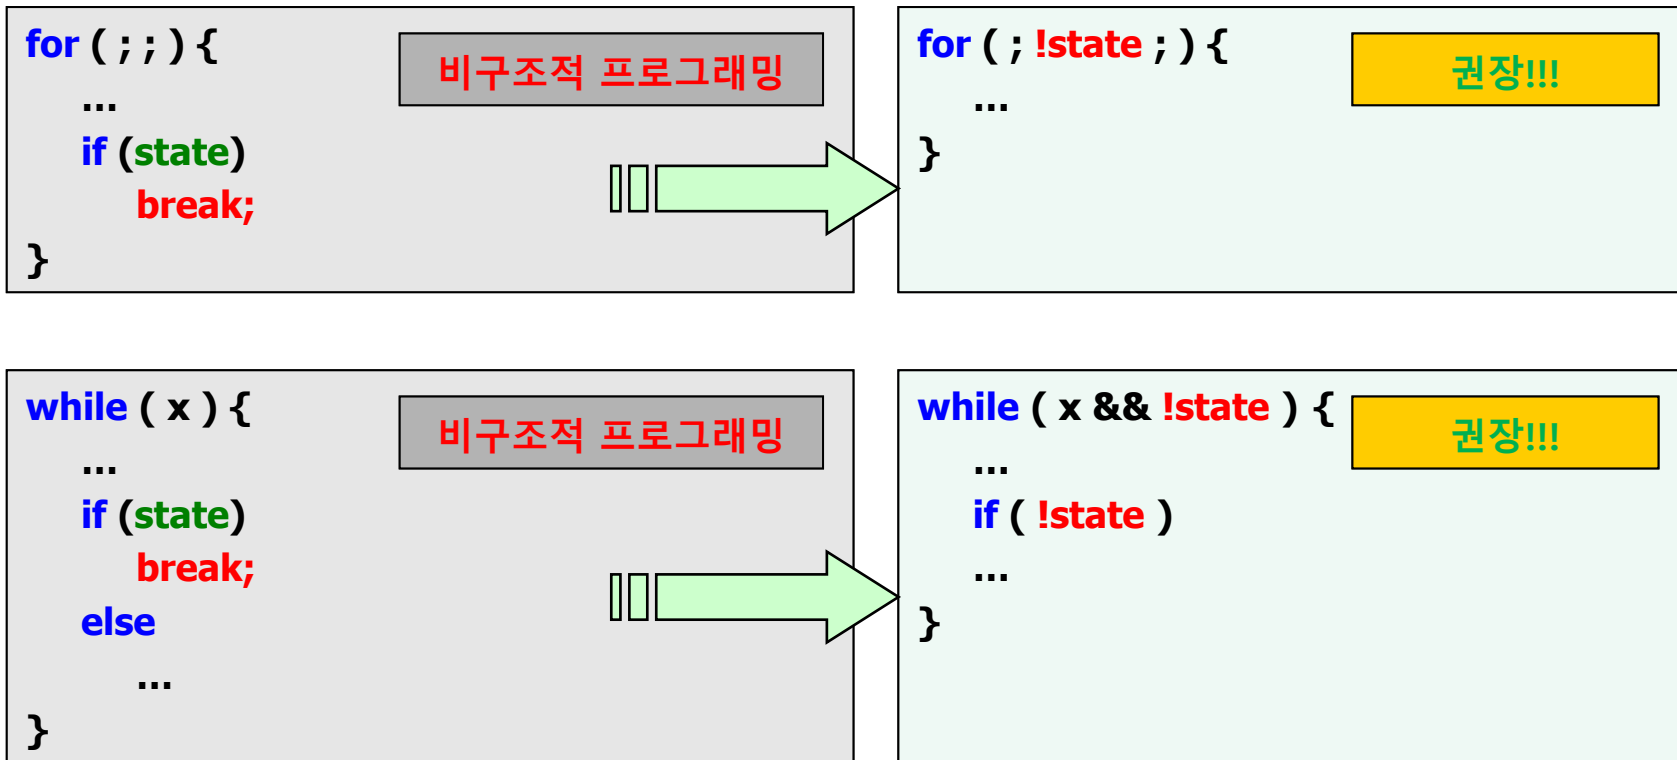 for ( ; ; ) {
비구조적 프로그래밍
...
if (state)
break;
}
for ( ; !state ; ) {
권장!!!
...
}
while ( x ) {
비구조적 프로그래밍
...
if (state)
break;
else
...
}
while ( x && !state ) {
권장!!!
...
if ( !state )
...
}